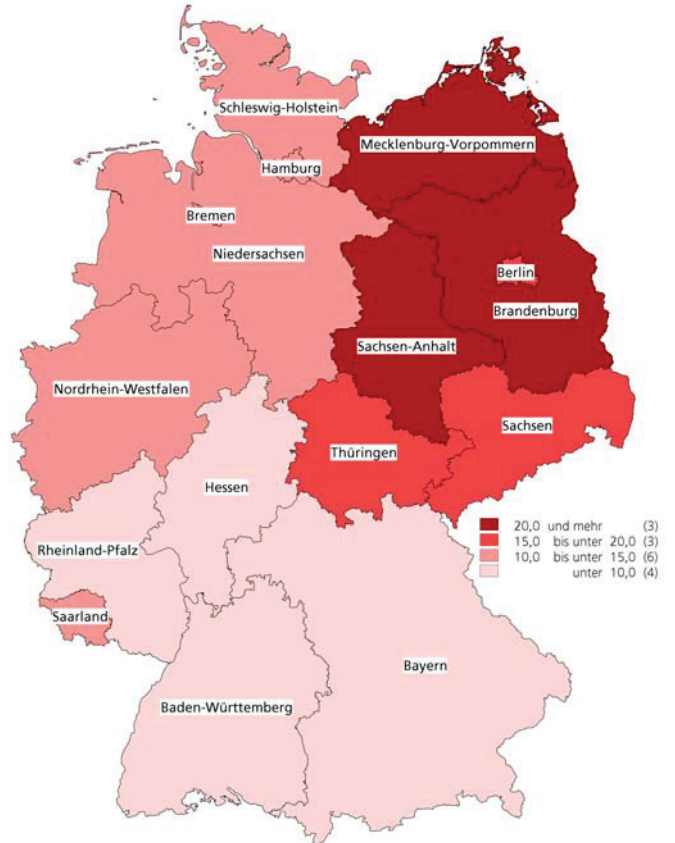 Schleswig-Holstein
Mecklenburg-Vorpommern
Hamburg
Bremen
Niedersachsen
Berlin
Brandenburg
Sachsen-Anhalt
Nordrhein-Westfalen
Sachsen
Thüringen
Hessen
20,0 und mehr (3)
15,0 bis unter 20,0 (3)
10,0 bis unter 15,0 (6)
unter 10,0 (4)
Rheinland-Pfalz
Saarland
Bayern
Baden-Württemberg